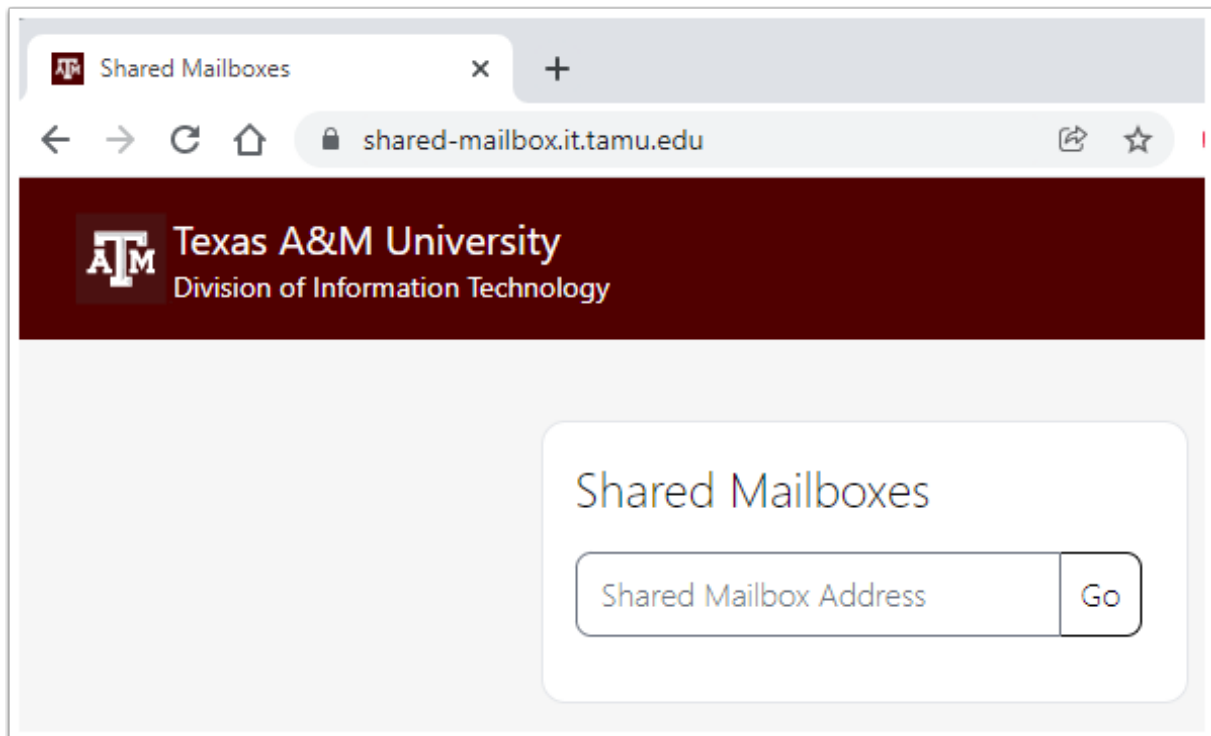 Shared Mailboxes
shared-mailbox.it.tamu.edu
ATM Texas A&M University
Division of Information Technology
Shared Mailboxes
Shared Mailbox Address Go